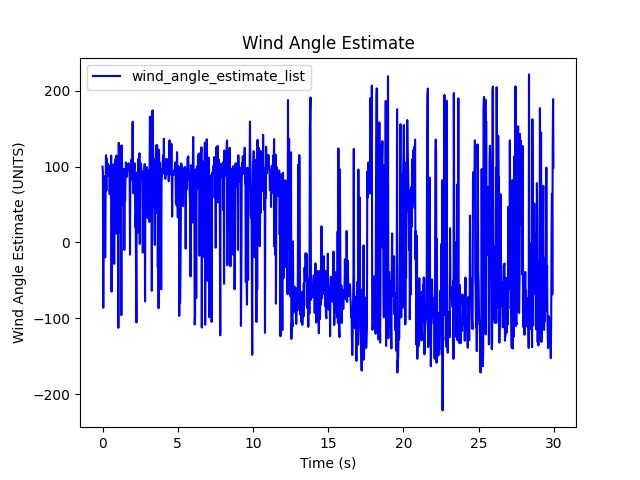 Wind Angle Estimate
wind_angle_estimate_list
Wind Angle Estimate (UNITS)
200
100
0
−100
−200
0 5 10 15 20 25 30
Time (s)